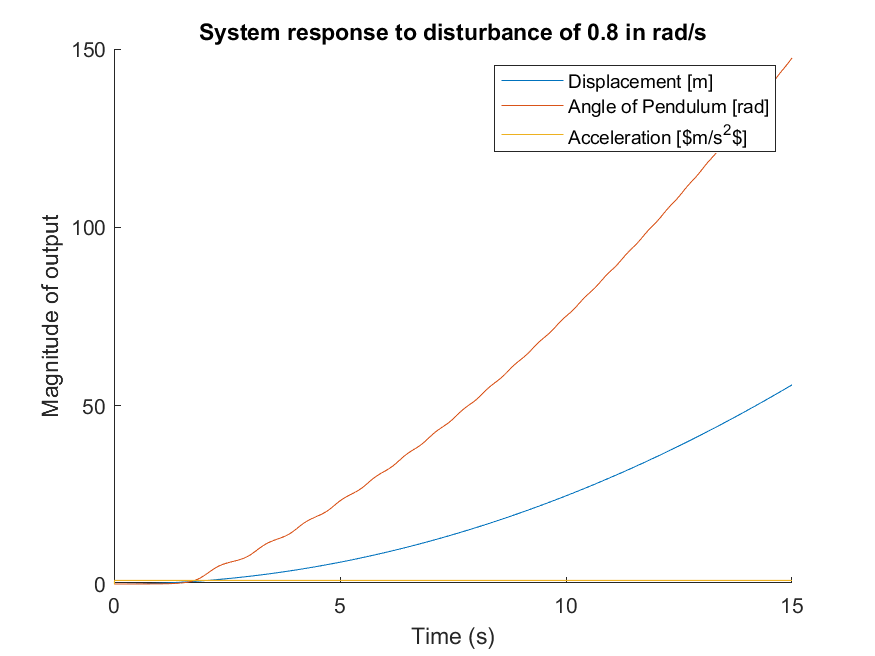 System response to disturbance of 0.8 in rad/s
150
Displacement [m]
Angle of Pendulum [rad]
Acceleration [$m/s²$]
100
Magnitude of output
50
0
0
5
10
15
Time (s)